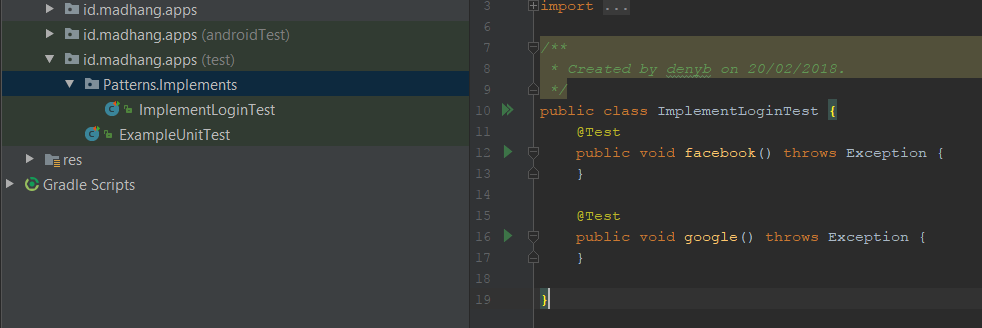 id.madhang.apps
id.madhang.apps (androidTest)
id.madhang.apps (test)
Patterns.Implements
ImplementLoginTest
ExampleUnitTest
res
Gradle Scripts
3 import ...
6
7 /**
8 * Created by denyb on 20/02/2018.
9 */
10 public class ImplementLoginTest {
11 @Test
12 public void facebook() throws Exception {
13 }
14
15 @Test
16 public void google() throws Exception {
17 }
18
19 }